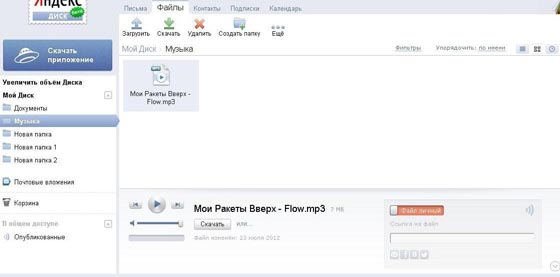 Яндекс
ДИСК beta
Письма Файлы Контакты Подписки Календарь
Загрузить Скачать Удалить Создать папку Ещё
Скачать приложение
Мой Диск › Музыка
Фильтры Упорядочить: по имени
Увеличить объём Диска
Мой Диск
Документы
Музыка
Новая папка
Новая папка 1
Новая папка 2
Почтовые вложения
Корзина
В общем доступе
Опубликованные
Мои Ракеты Вверх -
Flow.mp3
Мои Ракеты Вверх - Flow.mp3 7 МБ
Скачать или...
Файл изменён: 23 июля 2012
Файл личный
Ссылка на файл